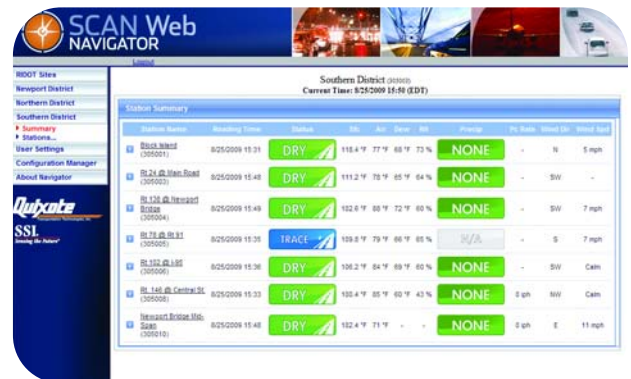 SCAN Web
NAVIGATOR
Logout
RIDOT Sites
Newport District
Northern District
Southern District
Summary
Stations...
User Settings
Configuration Manager
About Navigator
Quixote
SSI
Southern District (305003)
Current Time: 8/25/2009 15:50 (EDT)
Station Summary
Station Name Reading Time Status Sfc Air Dew RH Precip Pc Rate Wind Dir Wind Spd
Block Island 8/25/2009 15:31 DRY 118.4 °F 77 °F 68 °F 73 % NONE - N 5 mph
(305001)
Rt 24 @ Main Road 8/25/2009 15:48 DRY 111.2 °F 78 °F 65 °F 64 % NONE - SW -
(305003)
Rt 138 @ Newport 8/25/2009 15:49 DRY 102.6 °F 80 °F 72 °F 60 % NONE - SW 7 mph
Bridge
(305004)
Rt 78 @ Rt 91 8/25/2009 15:35 TRACE 109.8 °F 79 °F 66 °F 65 % N/A - S 7 mph
(305005)
Rt 102 @ I-95 8/25/2009 15:36 DRY 106.2 °F 84 °F 69 °F 60 % NONE - SW Calm
(305006)
Rt. 146 @ Central St. 8/25/2009 15:33 DRY 100.4 °F 85 °F 60 °F 43 % NONE 0 iph NW Calm
(305008)
Newport Bridge Mid- 8/25/2009 15:48 DRY 102.4 °F 71 °F - - NONE 0 iph E 11 mph
Span
(305010)